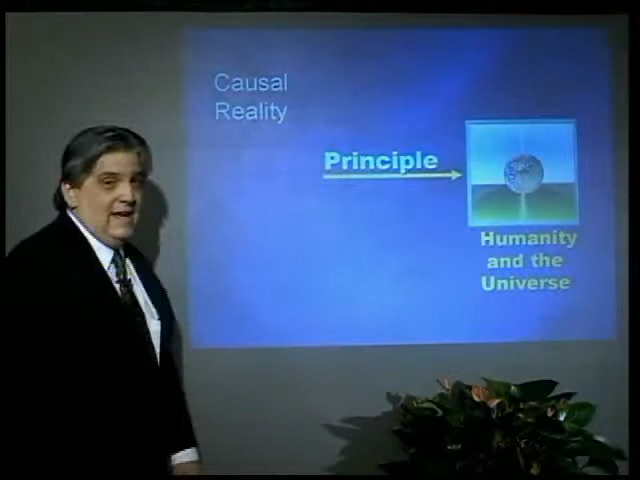 Causal
Reality
Principle
Humanity
and the
Universe